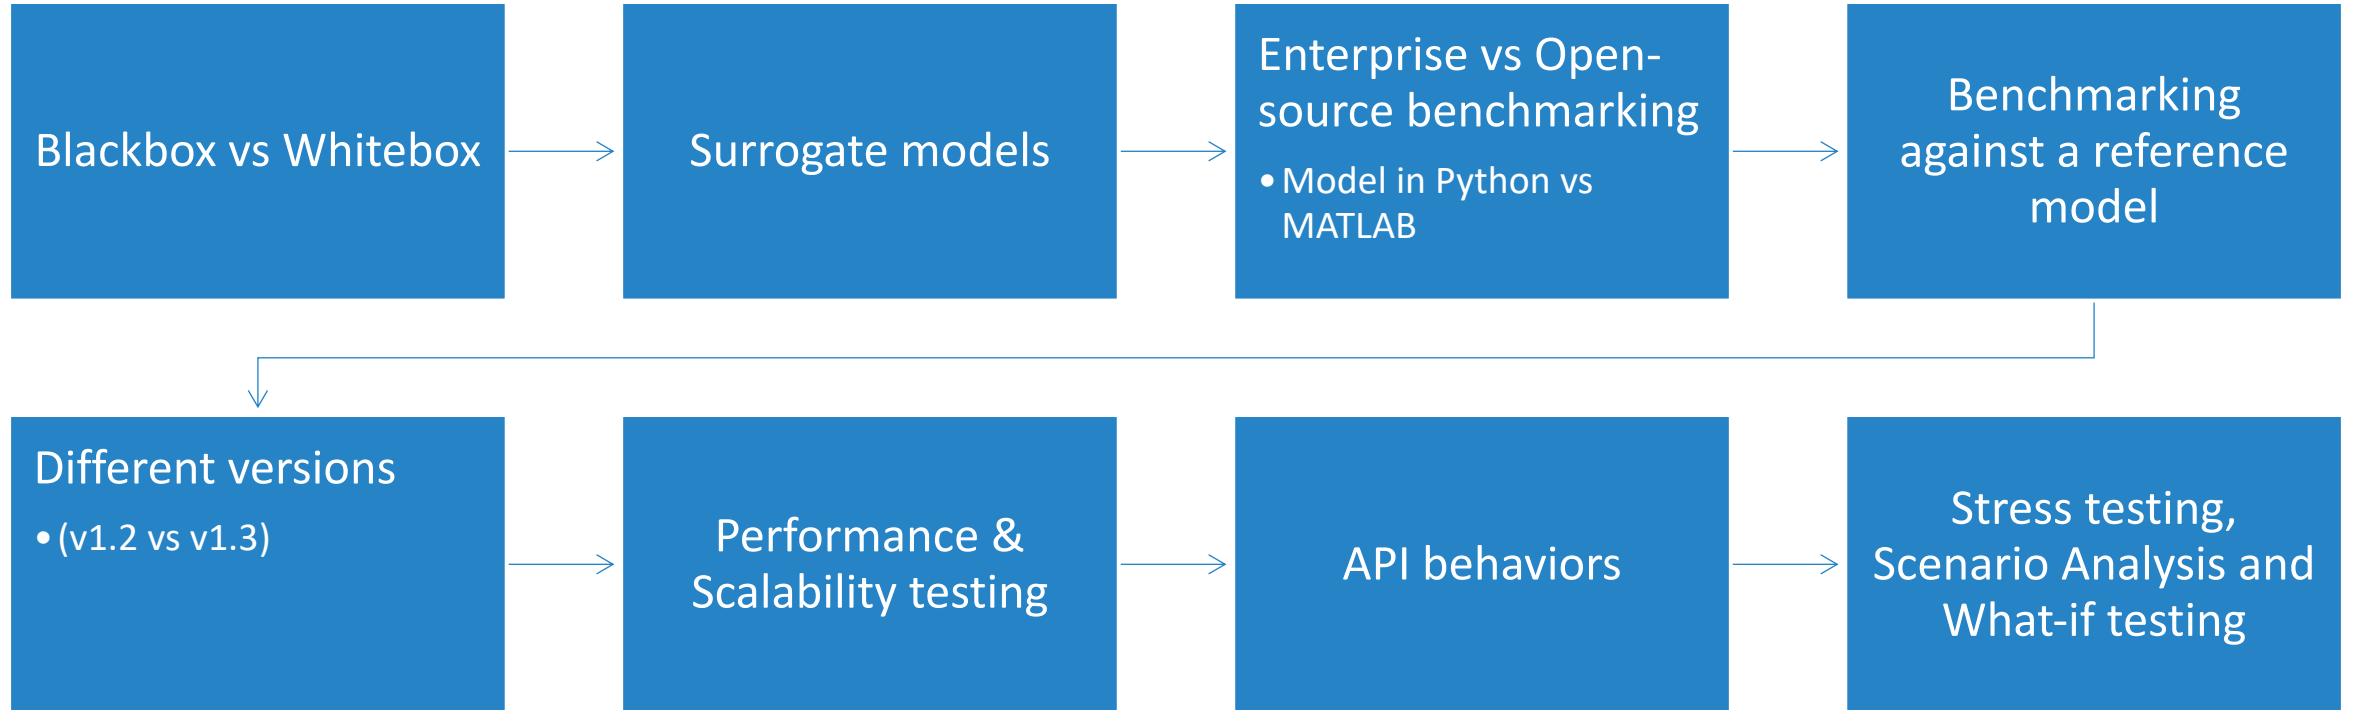 Blackbox vs Whitebox
Surrogate models
Enterprise vs Open-
source benchmarking
• Model in Python vs
MATLAB
Benchmarking
against a reference
model
Different versions
• (v1.2 vs v1.3)
Performance &
Scalability testing
API behaviors
Stress testing,
Scenario Analysis and
What-if testing